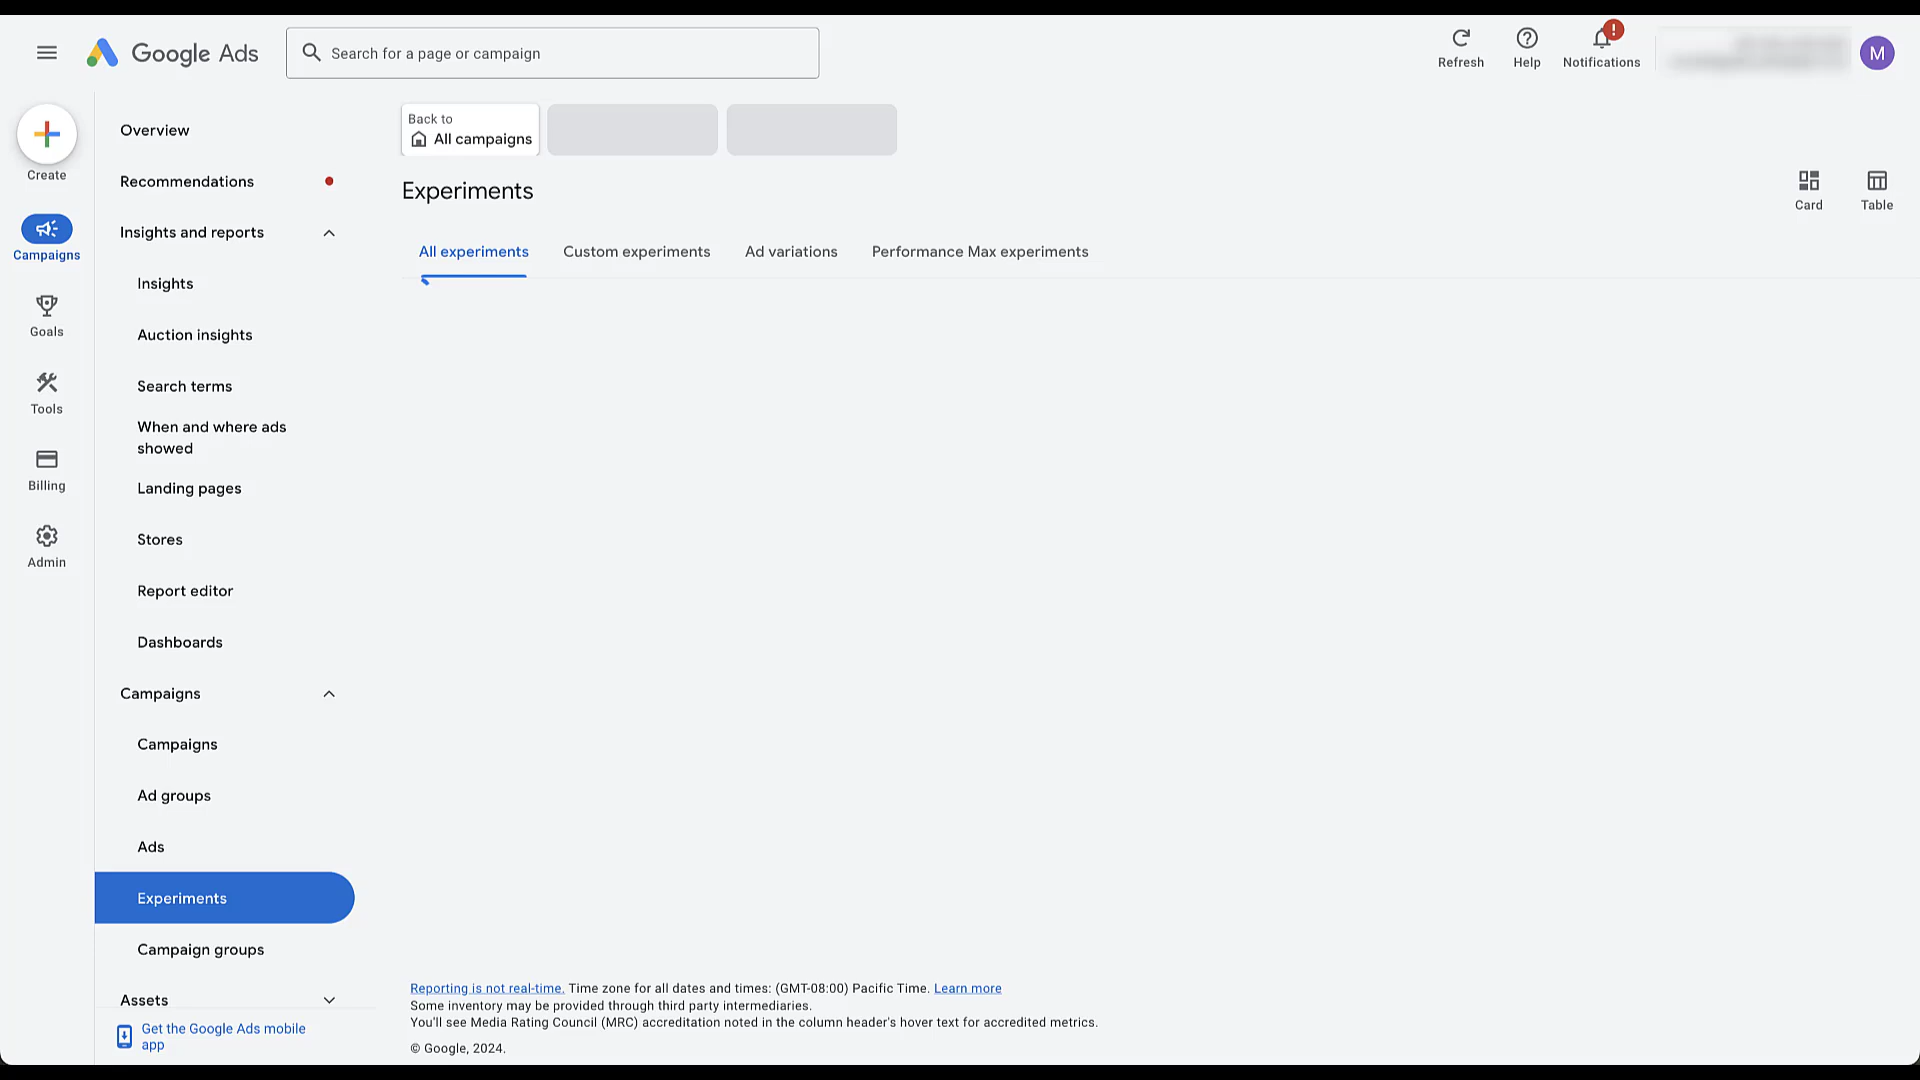 Google Ads
Search for a page or campaign
Refresh
Help
!
Notifications
M
Create
Campaigns
Goals
Tools
Billing
Admin
Overview
Recommendations
Insights and reports
Insights
Auction insights
Search terms
When and where ads
showed
Landing pages
Stores
Report editor
Dashboards
Campaigns
Campaigns
Ad groups
Ads
Experiments
Campaign groups
Assets
Get the Google Ads mobile
app
Back to
All campaigns
Experiments
Card
Table
All experiments
Custom experiments
Ad variations
Performance Max experiments
Reporting is not real-time. Time zone for all dates and times: (GMT-08:00) Pacific Time. Learn more
Some inventory may be provided through third party intermediaries.
You'll see Media Rating Council (MRC) accreditation noted in the column header's hover text for accredited metrics.
© Google, 2024.